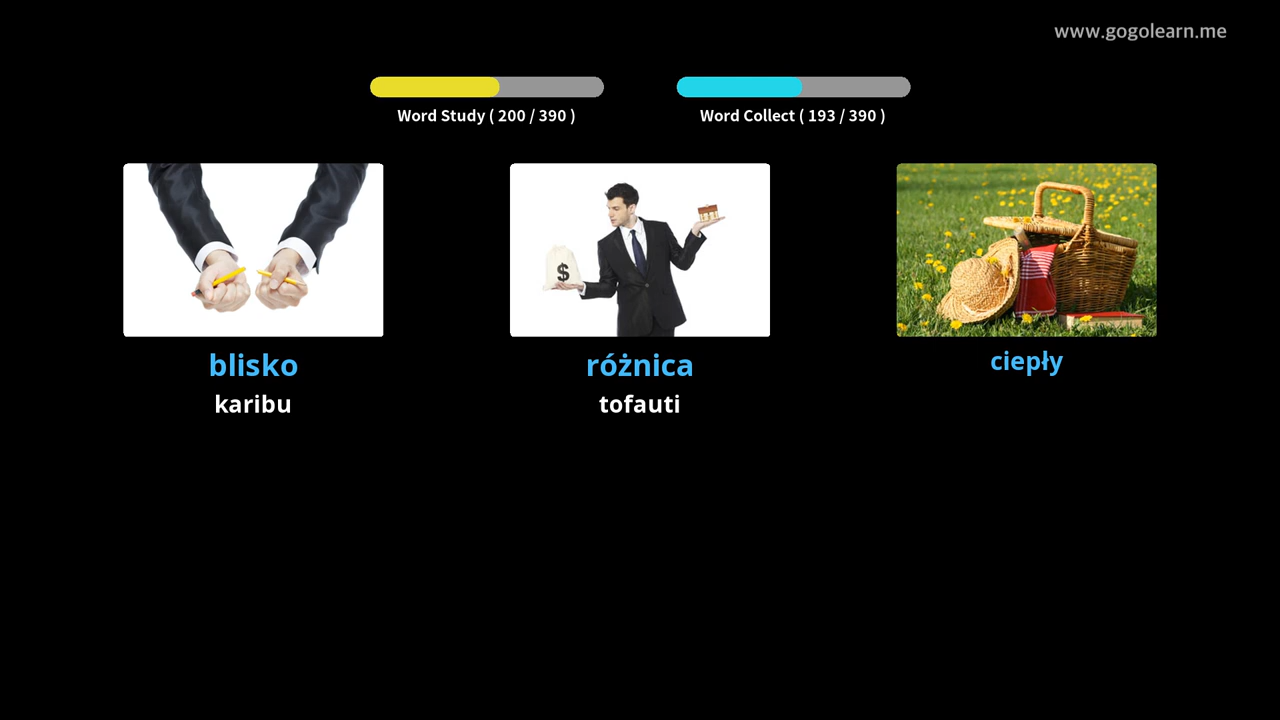 www.gogolearn.me
Word Study ( 200 / 390 )
Word Collect ( 193 / 390 )
$
blisko
karibu
różnica
tofauti
ciepły